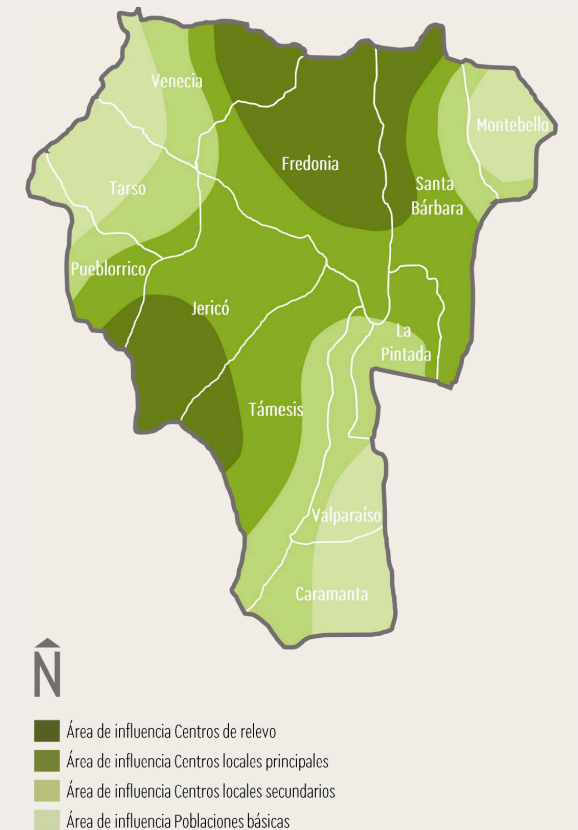 Venecia
Montebello
Fredonia
Tarso
Santa
Bárbara
Pueblorrico
Jericó
La
Pintada
Támesis
Valparaíso
Caramanta
N
Área de influencia Centros de relevo
Área de influencia Centros locales principales
Área de influencia Centros locales secundarios
Área de influencia Poblaciones básicas